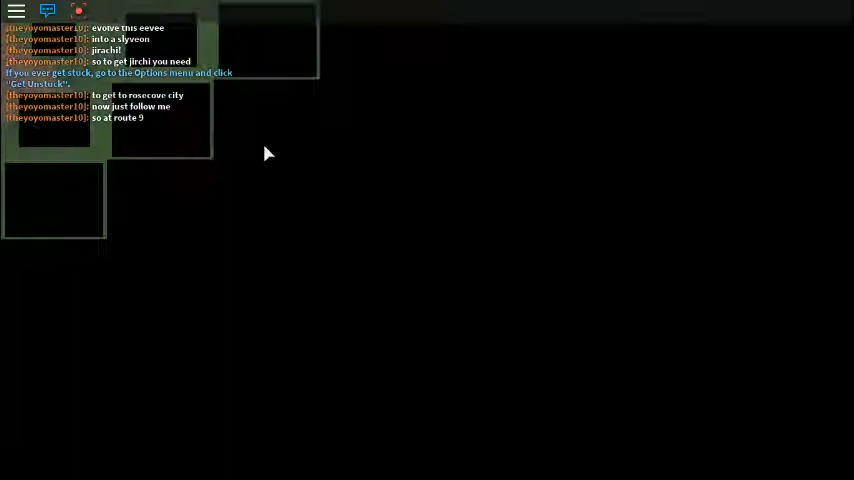 [theyoyomaster10]: evolve this eevee
[theyoyomaster10]: into a slyveon
[theyoyomaster10]: jirachi!
[theyoyomaster10]: so to get jirchi you need
If you ever get stuck, go to the Options menu and click
"Get Unstuck".
[theyoyomaster10]: to get to rosecove city
[theyoyomaster10]: now just follow me
[theyoyomaster10]: so at route 9